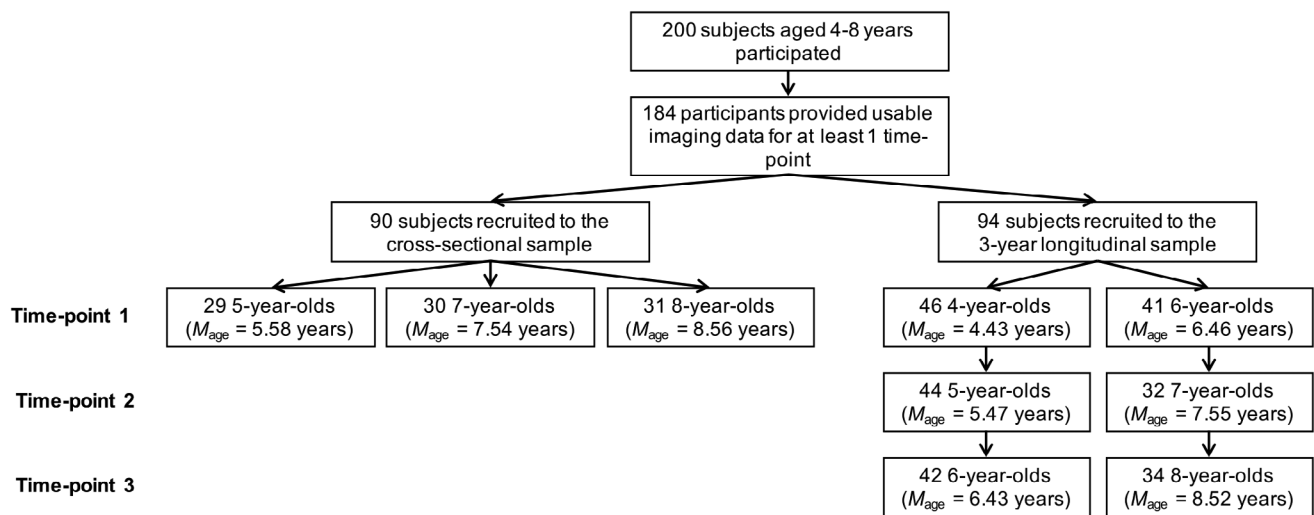 200 subjects aged 4-8 years
participated
184 participants provided usable
imaging data for at least 1 time-
point
90 subjects recruited to the
cross-sectional sample
94 subjects recruited to the
3-year longitudinal sample
Time-point 1
29 5-year-olds
(Mage = 5.58 years)
30 7-year-olds
(Mage = 7.54 years)
31 8-year-olds
(Mage = 8.56 years)
46 4-year-olds
(Mage = 4.43 years)
41 6-year-olds
(Mage = 6.46 years)
Time-point 2
44 5-year-olds
(Mage = 5.47 years)
32 7-year-olds
(Mage = 7.55 years)
Time-point 3
42 6-year-olds
(Mage = 6.43 years)
34 8-year-olds
(Mage = 8.52 years)